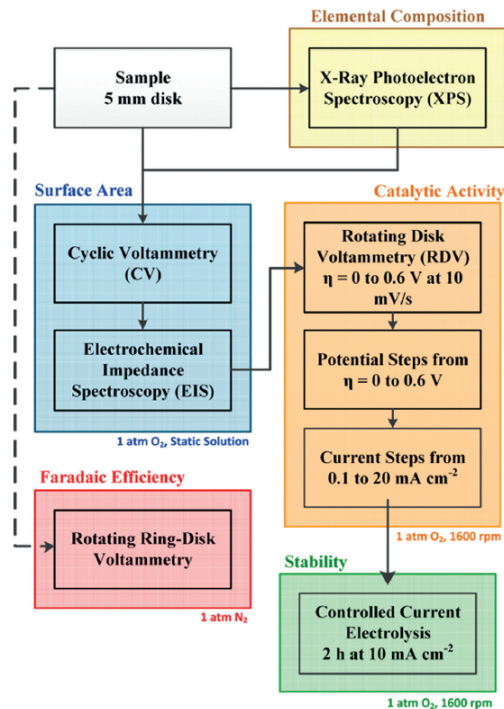 Elemental Composition
Sample
5 mm disk
X-Ray Photoelectron
Spectroscopy (XPS)
Surface Area
Cyclic Voltammetry
(CV)
Electrochemical
Impedance
Spectroscopy (EIS)
1 atm O₂, Static Solution
Catalytic Activity
Rotating Disk
Voltammetry (RDV)
η = 0 to 0.6 V at 10
mV/s
Potential Steps from
η = 0 to 0.6 V
Current Steps from
0.1 to 20 mA cm⁻²
1 atm O₂, 1600 rpm
Faradaic Efficiency
Rotating Ring-Disk
Voltammetry
1 atm N₂
Stability
Controlled Current
Electrolysis
2 h at 10 mA cm⁻²
1 atm O₂, 1600 rpm